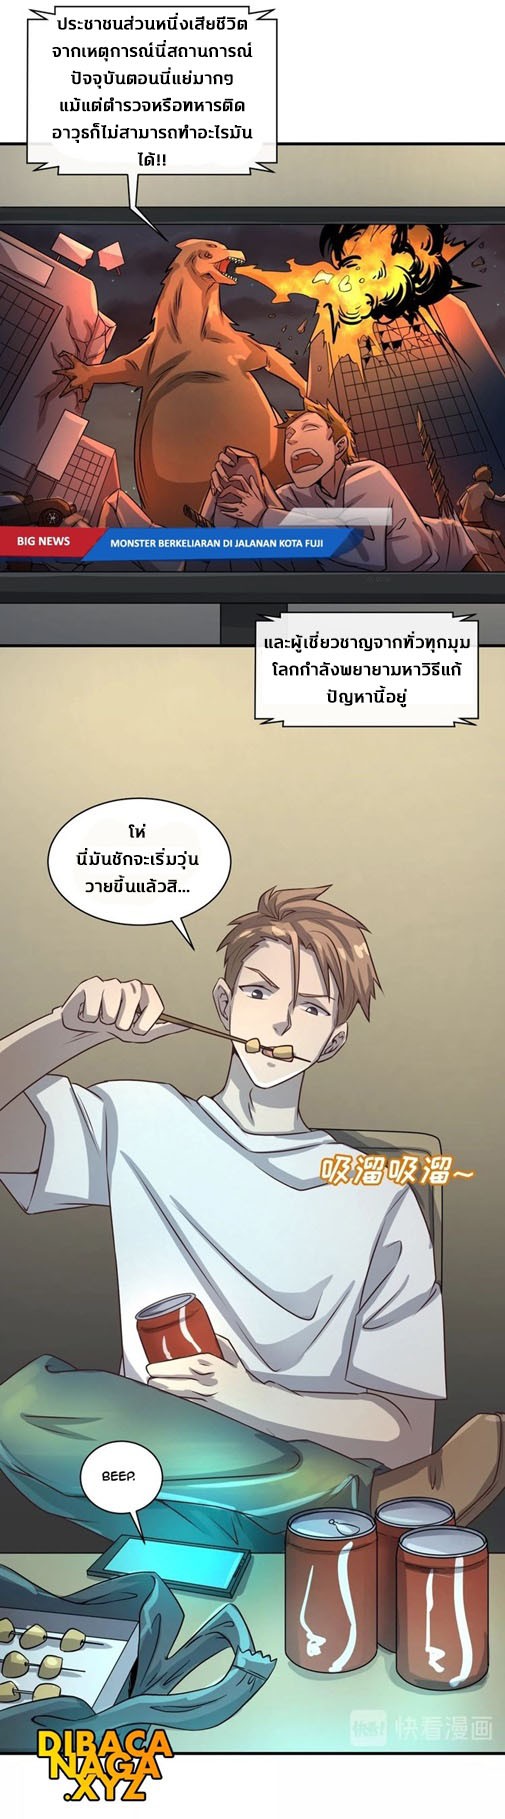 ประชาชนส่วนหนึ่งเสียชีวิต
จากเหตุการณ์นี่สถานการณ์
ปัจจุบันตอนนี่แย่มากๆ
แม้แต่ตำรวจหรือทหารติด
อาวุธก็ไม่สามารถทำอะไรมัน
ได้!!
BIG NEWS
MONSTER BERKELIARAN DI JALANAN KOTA FUJI
และผู้เชี่ยวชาญจากทั่วทุกมุม
โลกกำลังพยายามหาวิธีแก้
ปัญหานี้อยู่
โห่
นี่มันชักจะเริ่มวุ่น
วายขึ้นแล้วสิ...
吸溜吸溜~
BEEP.
快看!
快看漫画
DIBACA
NAGA
.XYZ